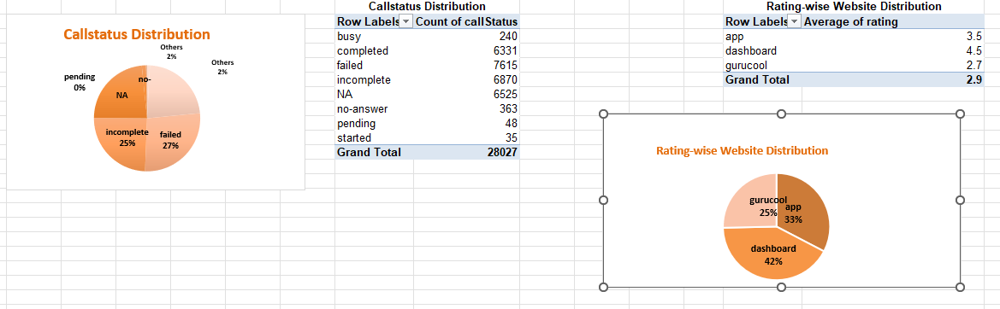 Callstatus Distribution
Row Labels Count of callStatus
busy 240
completed 6331
failed 7615
incomplete 6870
NA 6525
no-answer 363
pending 48
started 35
Grand Total 28027
Rating-wise Website Distribution
Row Labels Average of rating
app 3.5
dashboard 4.5
gurucool 2.7
Grand Total 2.9
Callstatus Distribution
Others
2%
Others
2%
pending
0%
no-
NA
incomplete
25%
failed
27%
Rating-wise Website Distribution
gurucool
25%
app
33%
dashboard
42%